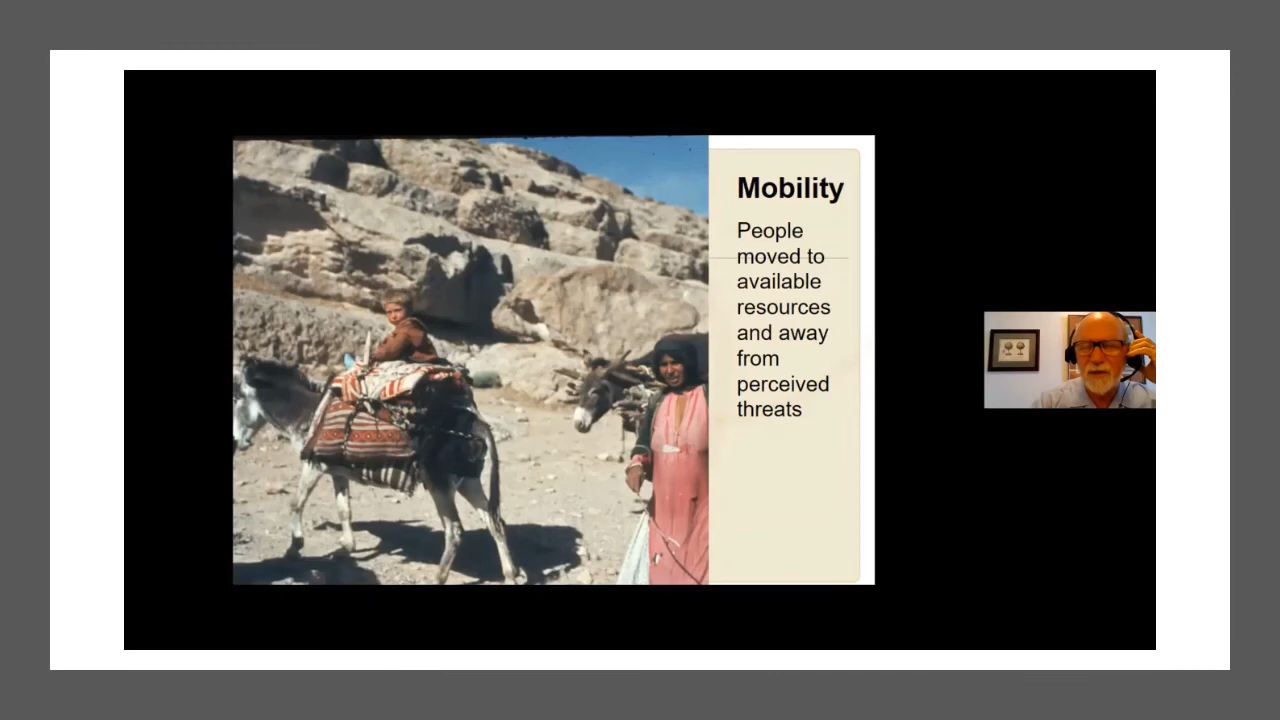 Mobility
People
moved to
available
resources
and away
from
perceived
threats